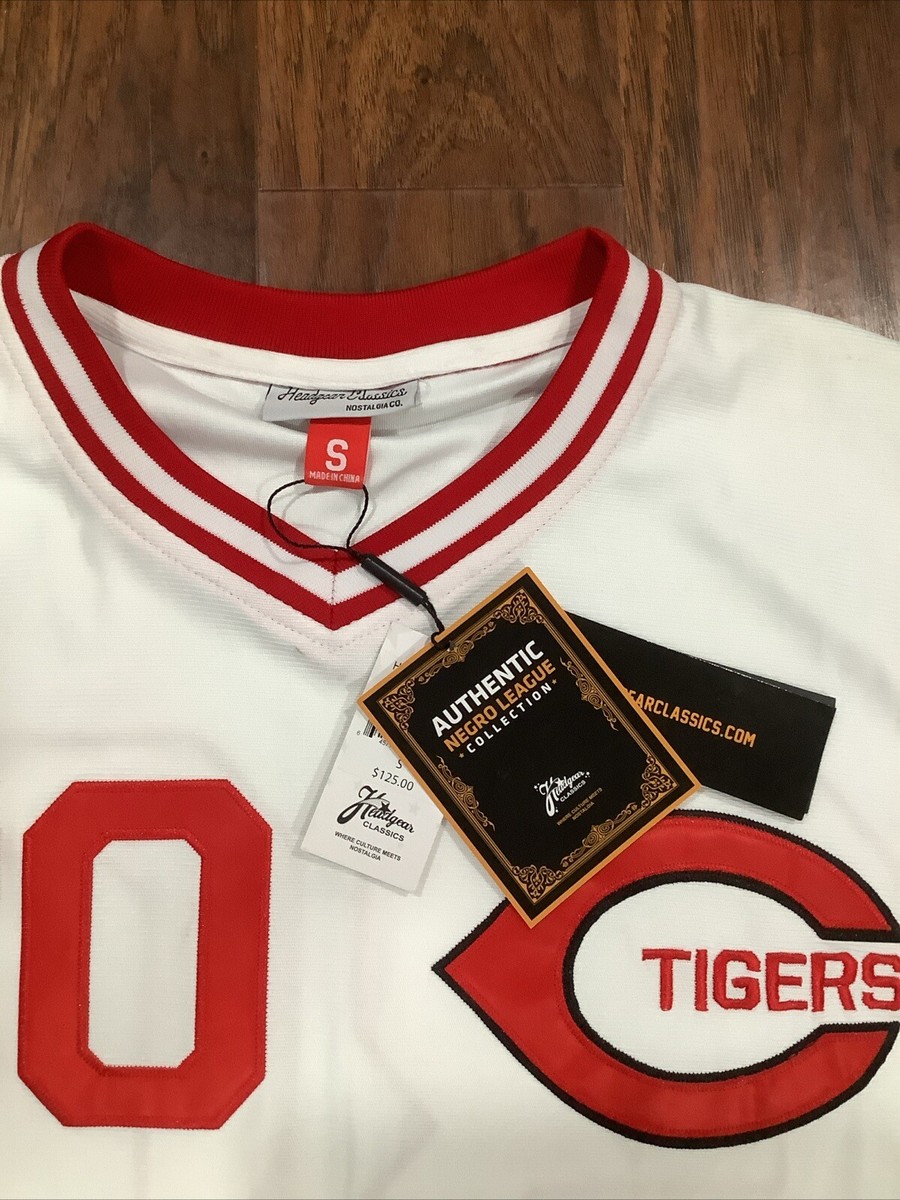 Headgear Classics
NOSTALGIA CO.
S
MADE IN CHINA
AUTHENTIC
NEGRO LEAGUE
COLLECTION
"Headgear"
CLASSICS
WHERE CULTURE MEETS
NOSTALGIA
EARCLASSICS.COM
S
$125.00
Headgear
CLASSICS
WHERE CULTURE MEETS
NOSTALGIA
0
C
TIGERS